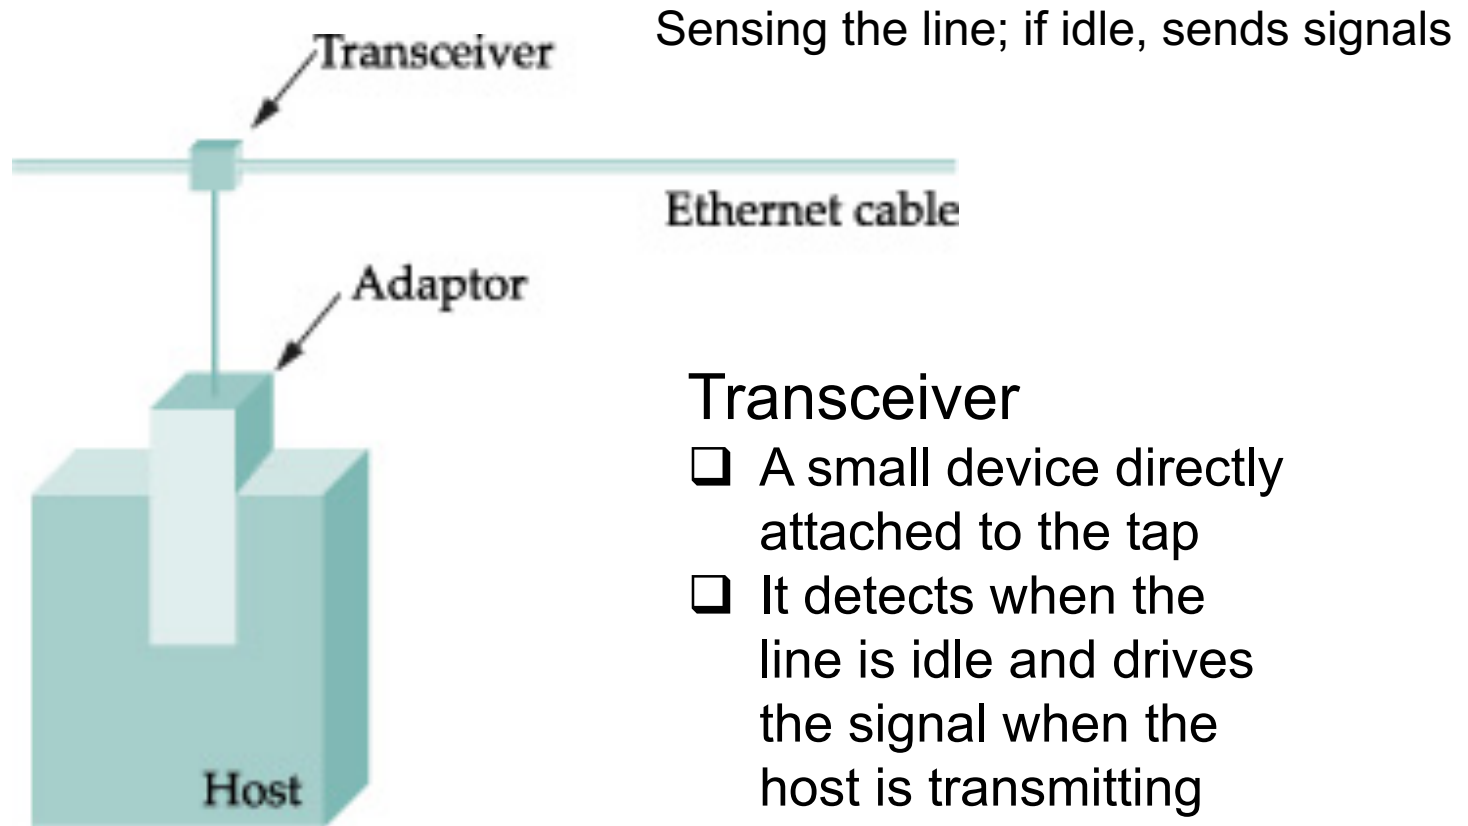 Sensing the line; if idle, sends signals
Transceiver
Ethernet cable
Adaptor
Host
Transceiver
❑ A small device directly
attached to the tap
❑ It detects when the
line is idle and drives
the signal when the
host is transmitting